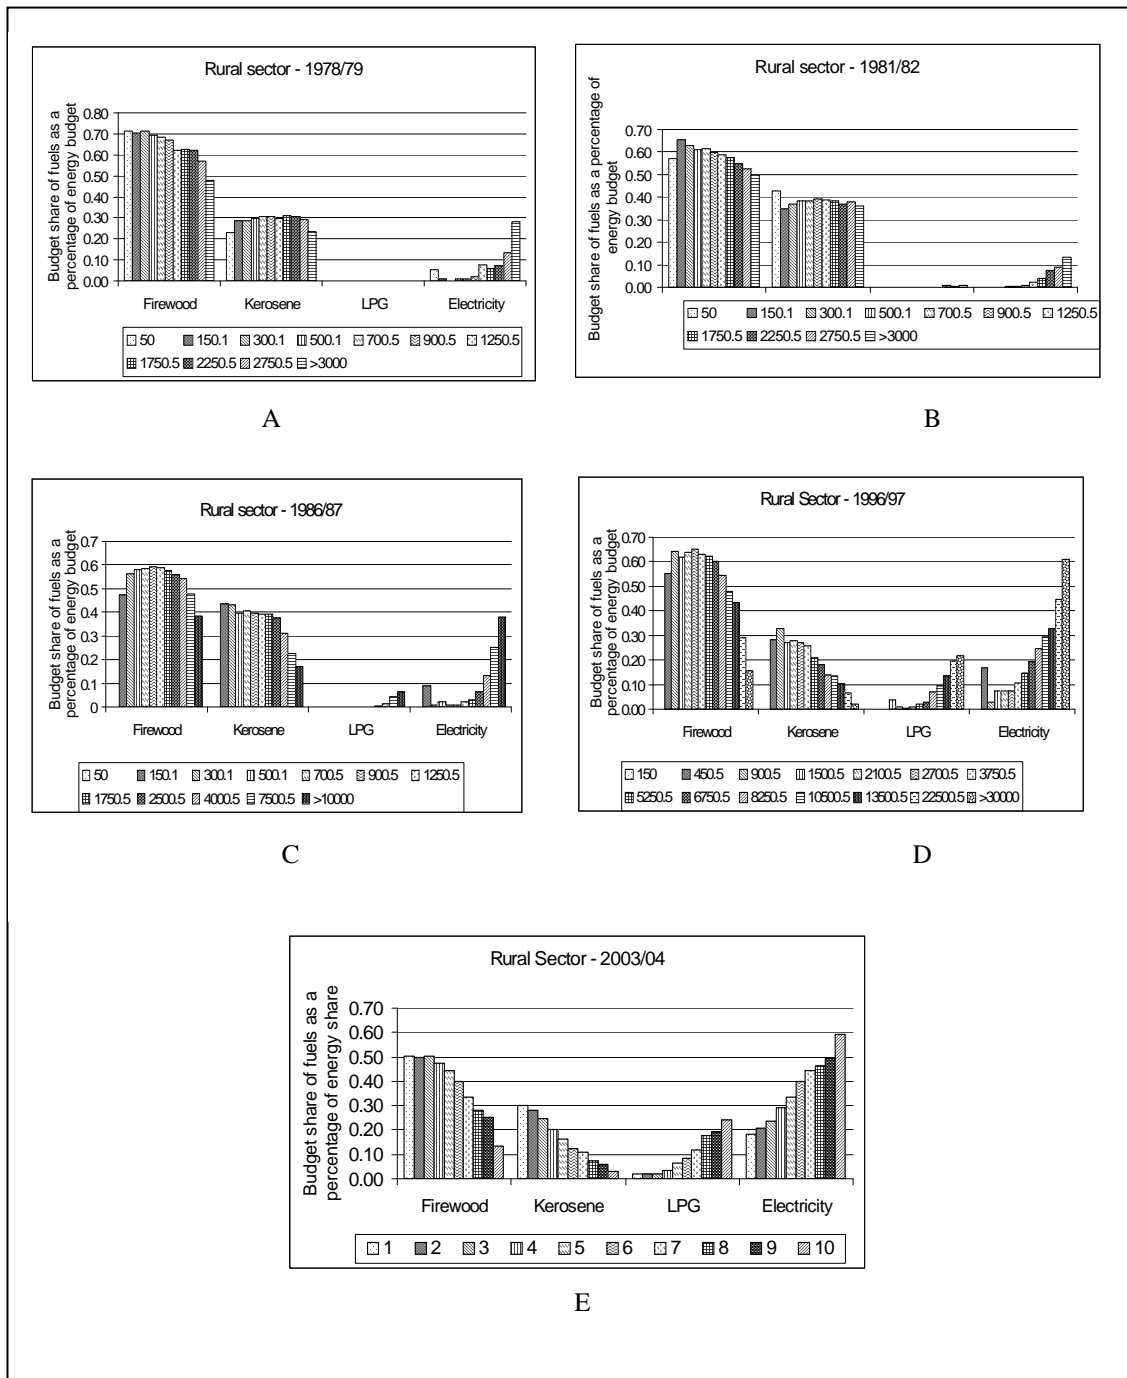 Rural sector - 1978/79
Budget share of fuels as a
percentage of energy budget
0.80
0.70
0.60
0.50
0.40
0.30
0.20
0.10
0.00
Firewood Kerosene LPG Electricity
50 150.1 300.1 500.1 700.5 900.5 1250.5
1750.5 2250.5 2750.5 >3000
A
Rural sector - 1981/82
Budget share of fuels as a percentage of
energy budget
0.70
0.60
0.50
0.40
0.30
0.20
0.10
0.00
50 150.1 300.1 500.1 700.5 900.5 1250.5
1750.5 2250.5 2750.5 >3000
B
Rural sector - 1986/87
Budget share of fuels as a
percentage of energy budget
0.7
0.6
0.5
0.4
0.3
0.2
0.1
0
Firewood Kerosene LPG Electricity
50 150.1 300.1 500.1 700.5 900.5 1250.5
1750.5 2500.5 4000.5 7500.5 >10000
C
Rural Sector - 1996/97
Budget share of fuels as a
percentage of energy budget
0.70
0.60
0.50
0.40
0.30
0.20
0.10
0.00
Firewood Kerosene LPG Electricity
150 450.5 900.5 1500.5 2100.5 2700.5 3750.5
5250.5 6750.5 8250.5 10500.5 13500.5 22500.5 >30000
D
Rural Sector - 2003/04
Budget share of fuels as a
percentage of energy share
0.70
0.60
0.50
0.40
0.30
0.20
0.10
0.00
Firewood Kerosene LPG Electricity
1 2 3 4 5 6 7 8 9 10
E